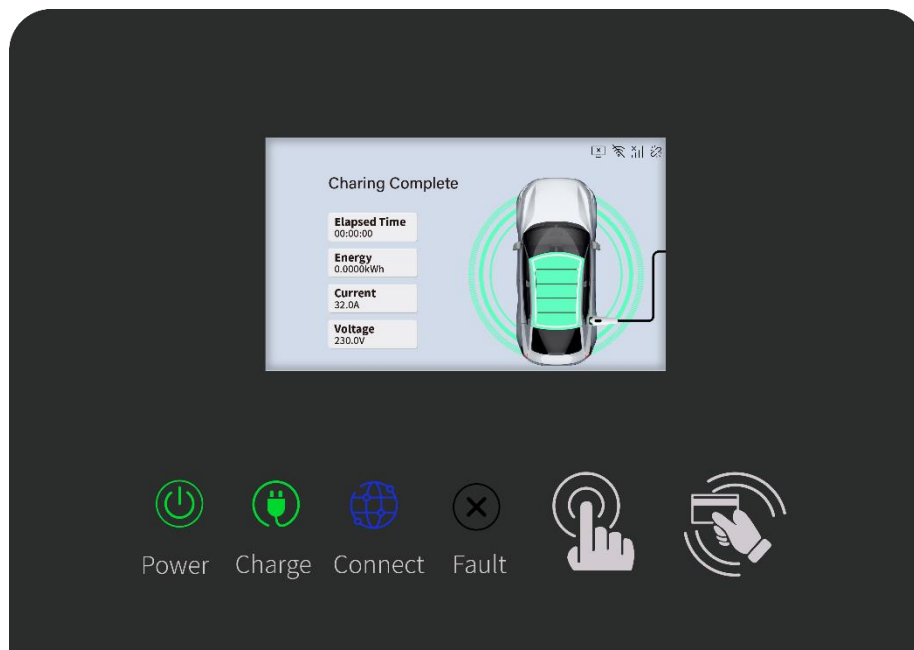 Charing Complete
Elapsed Time
00:00:00
Energy
0.0000kWh
Current
32.0A
Voltage
230.0V
Power Charge Connect Fault